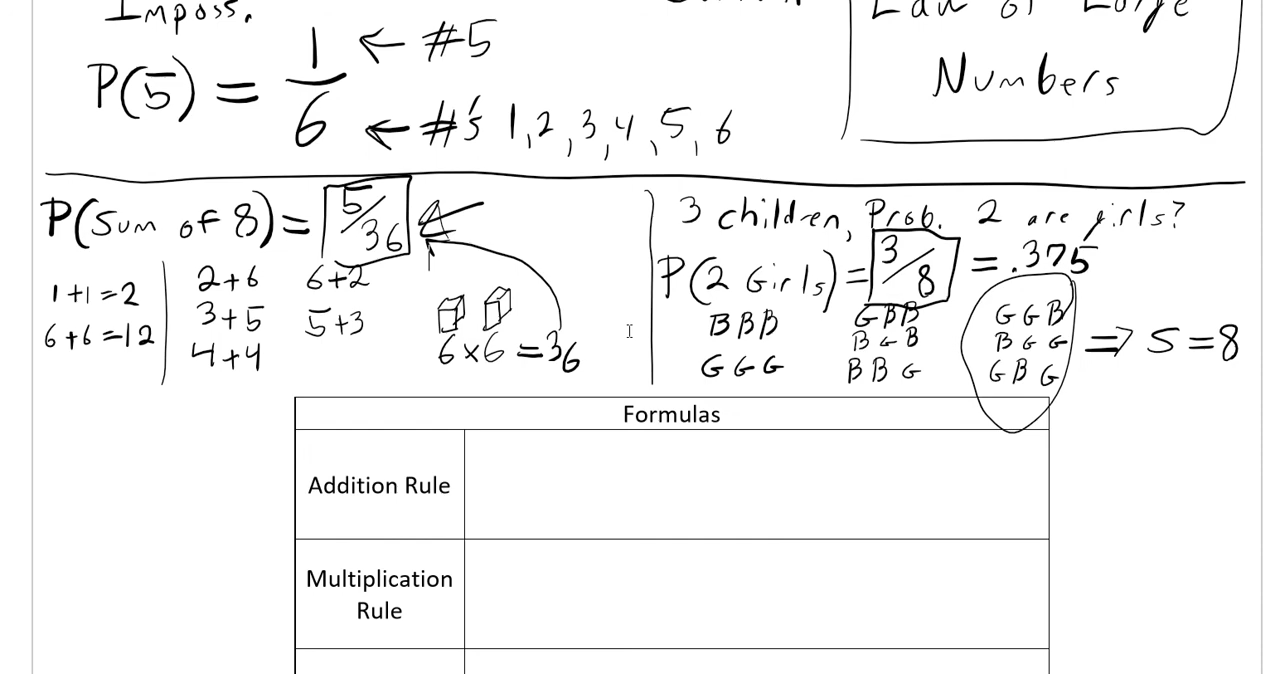 Imposs.
Law of Large
Numbers
P(5) = 1/6
← #5
← #'s 1,2,3,4,5,6
P(Sum of 8) = 5/36
1+1=2
6+6=12
2+6 6+2
3+5 5+3
4+4
6×6=36
3 children, Prob. 2 are girls?
P(2 Girls) = 3/8 = .375
BBB GBB GGB
BGB BGG ⇒ S=8
GGG BBG GBG
Formulas
Addition Rule
Multiplication
Rule